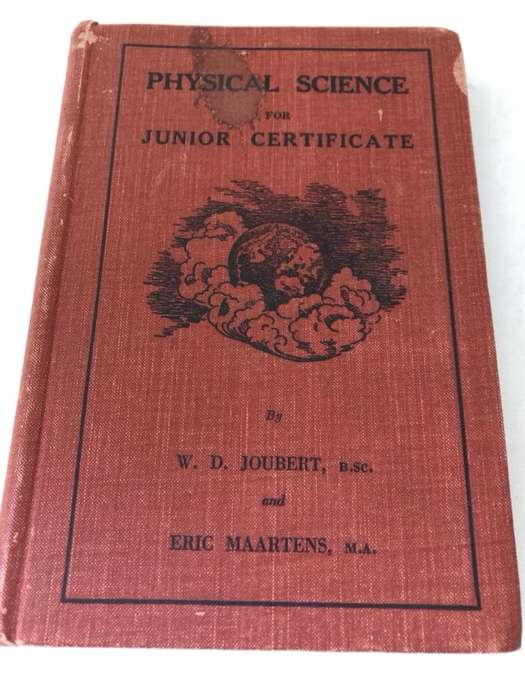 PHYSICAL SCIENCE
FOR
JUNIOR CERTIFICATE
By
W. D. JOUBERT, B.SC.
and
ERIC MAARTENS, M.A.